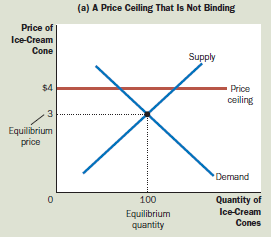 (a) A Price Ceiling That Is Not Binding
Price of
Ice-Cream
Cone
Supply
$4
Price
ceiling
3
Equilibrium
price
Demand
0
100
Equilibrium
quantity
Quantity of
Ice-Cream
Cones